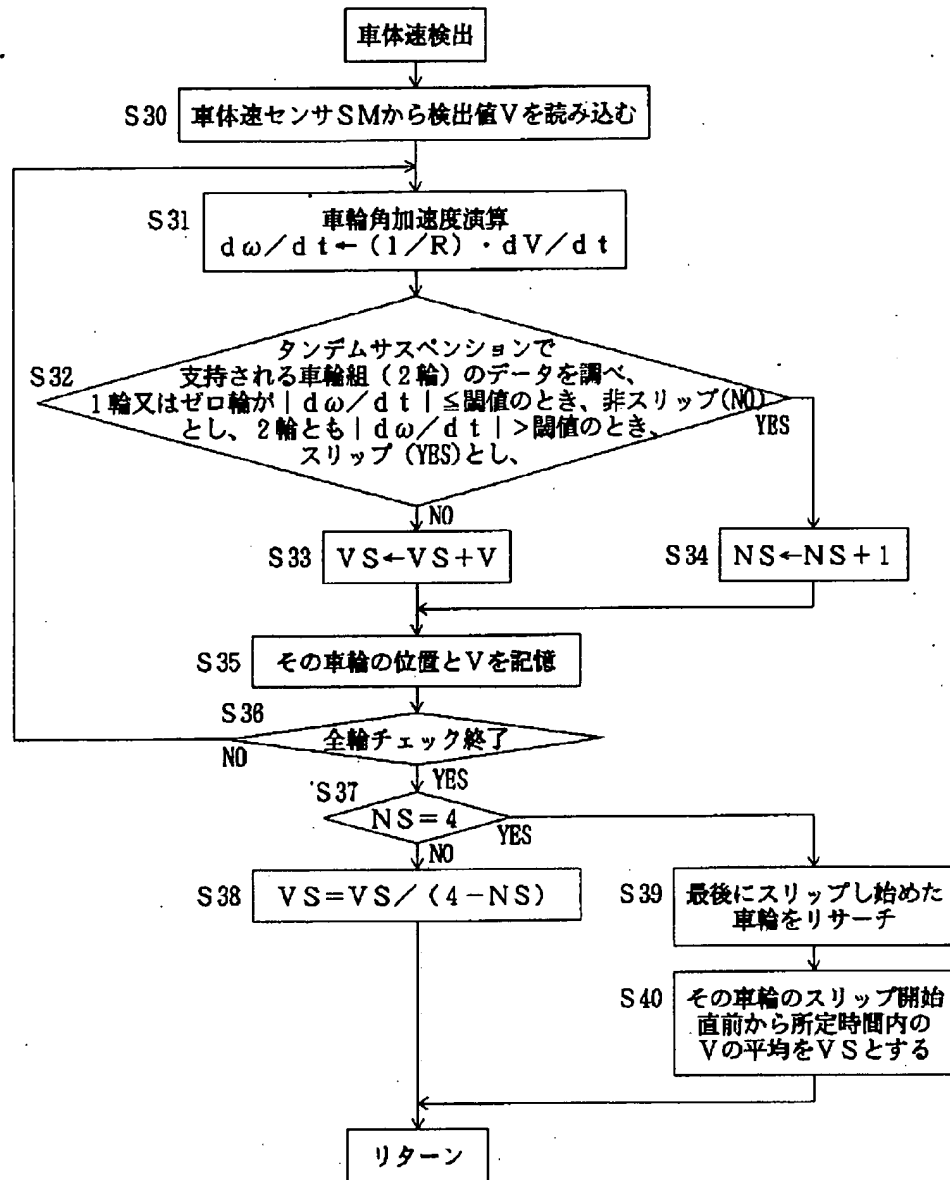 車体速検出
S30 車体速センサSMから検出値Vを読み込む
S31 車輪角加速度演算
dω/dt←(1/R)・dV/dt
S32 タンデムサスペンションで
支持される車輪組(2輪)のデータを調べ、
1輪又はゼロ輪が|dω/dt|≦閾値のとき、非スリップ(NO)
とし、2輪とも|dω/dt|>閾値のとき、
スリップ(YES)とし、
YES
NO
S33 VS←VS+V
S34 NS←NS+1
S35 その車輪の位置とVを記憶
S36
全輪チェック終了
NO
YES
S37
NS=4
YES
NO
S38 VS=VS/(4-NS)
S39 最後にスリップし始めた
車輪をリサーチ
S40 その車輪のスリップ開始
直前から所定時間内の
Vの平均をVSとする
リターン